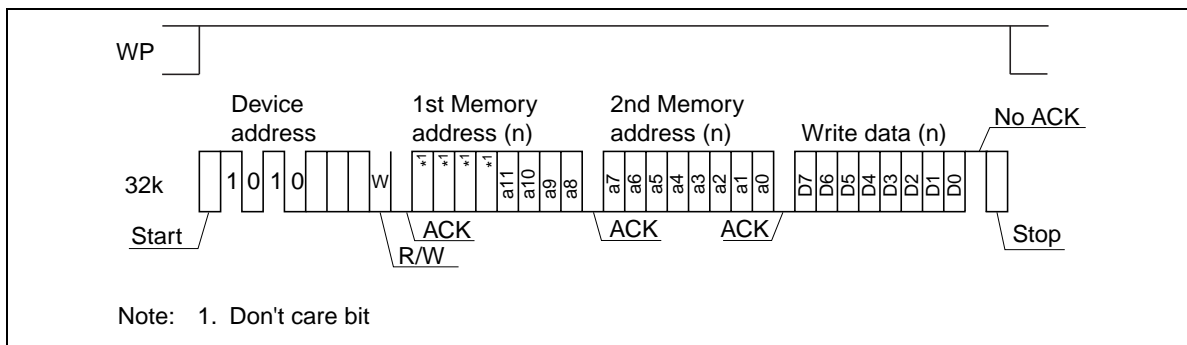 WP
Device 1st Memory 2nd Memory
address address (n) address (n) Write data (n) No ACK
32k 1 0 1 0 W *1 *1 *1 *1 a11 a10 a9 a8 a7 a6 a5 a4 a3 a2 a1 a0 D7 D6 D5 D4 D3 D2 D1 D0
Start ACK ACK ACK Stop
R/W
Note: 1. Don't care bit